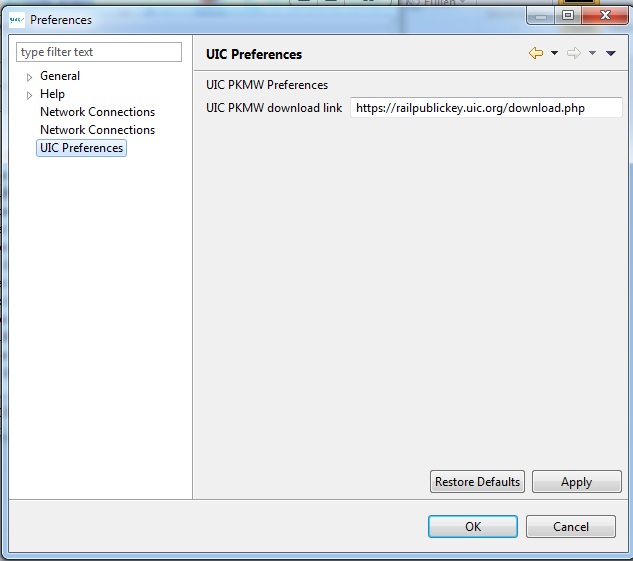 Preferences
type filter text
General
Help
Network Connections
Network Connections
UIC Preferences
UIC Preferences
UIC PKMW Preferences
UIC PKMW download link https://railpublickey.uic.org/download.php
Restore Defaults Apply
OK Cancel